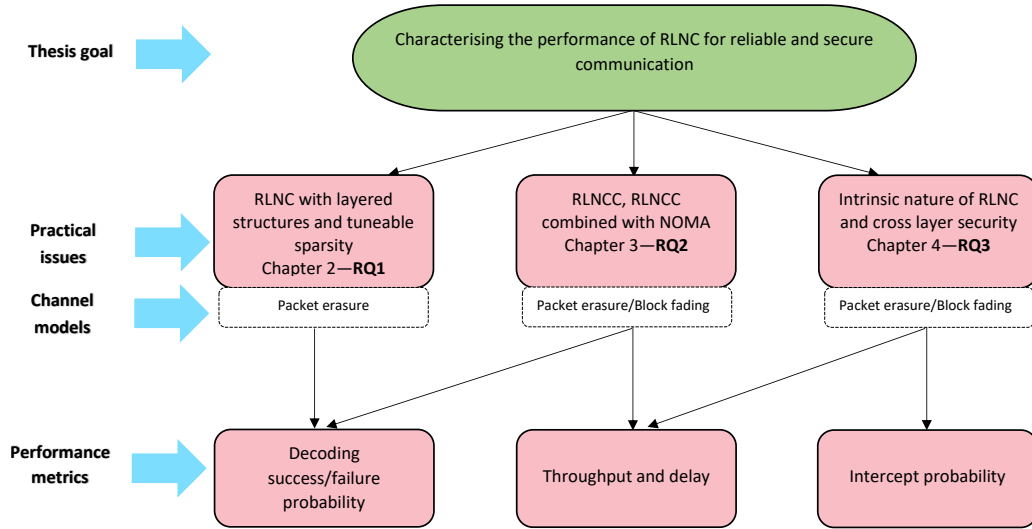 Thesis goal
Characterising the performance of RLNC for reliable and secure
communication
Practical
issues
RLNC with layered
structures and tuneable
sparsity
Chapter 2—RQ1
RLNCC, RLNCC
combined with NOMA
Chapter 3—RQ2
Intrinsic nature of RLNC
and cross layer security
Chapter 4—RQ3
Channel
models
Packet erasure
Packet erasure/Block fading
Packet erasure/Block fading
Performance
metrics
Decoding
success/failure
probability
Throughput and delay
Intercept probability